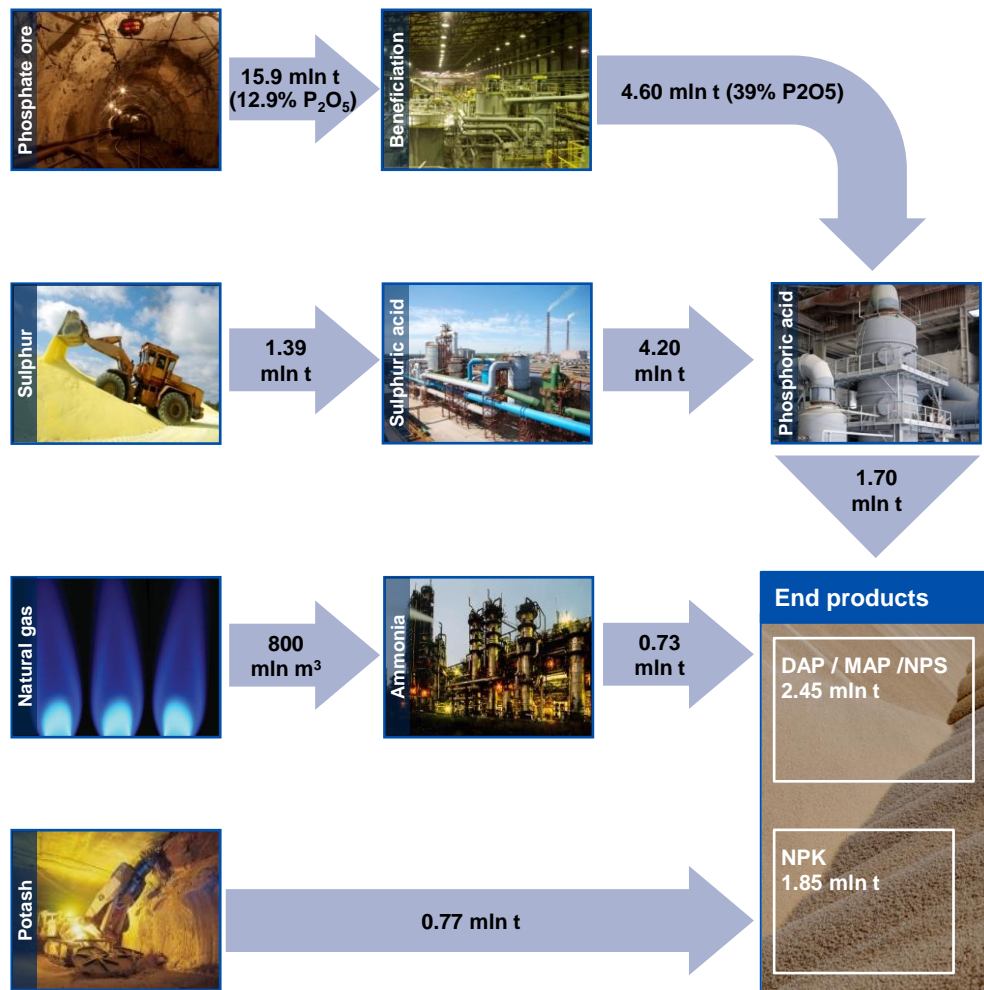 Phosphate ore
15.9 mln t
(12.9% P₂O₅)
Beneficiation
4.60 mln t (39% P2O5)
Sulphur
1.39
mln t
Sulphuric acid
4.20
mln t
Phosphoric acid
1.70
mln t
Natural gas
800
mln m³
Ammonia
0.73
mln t
End products
DAP / MAP /NPS
2.45 mln t
NPK
1.85 mln t
Potash
0.77 mln t